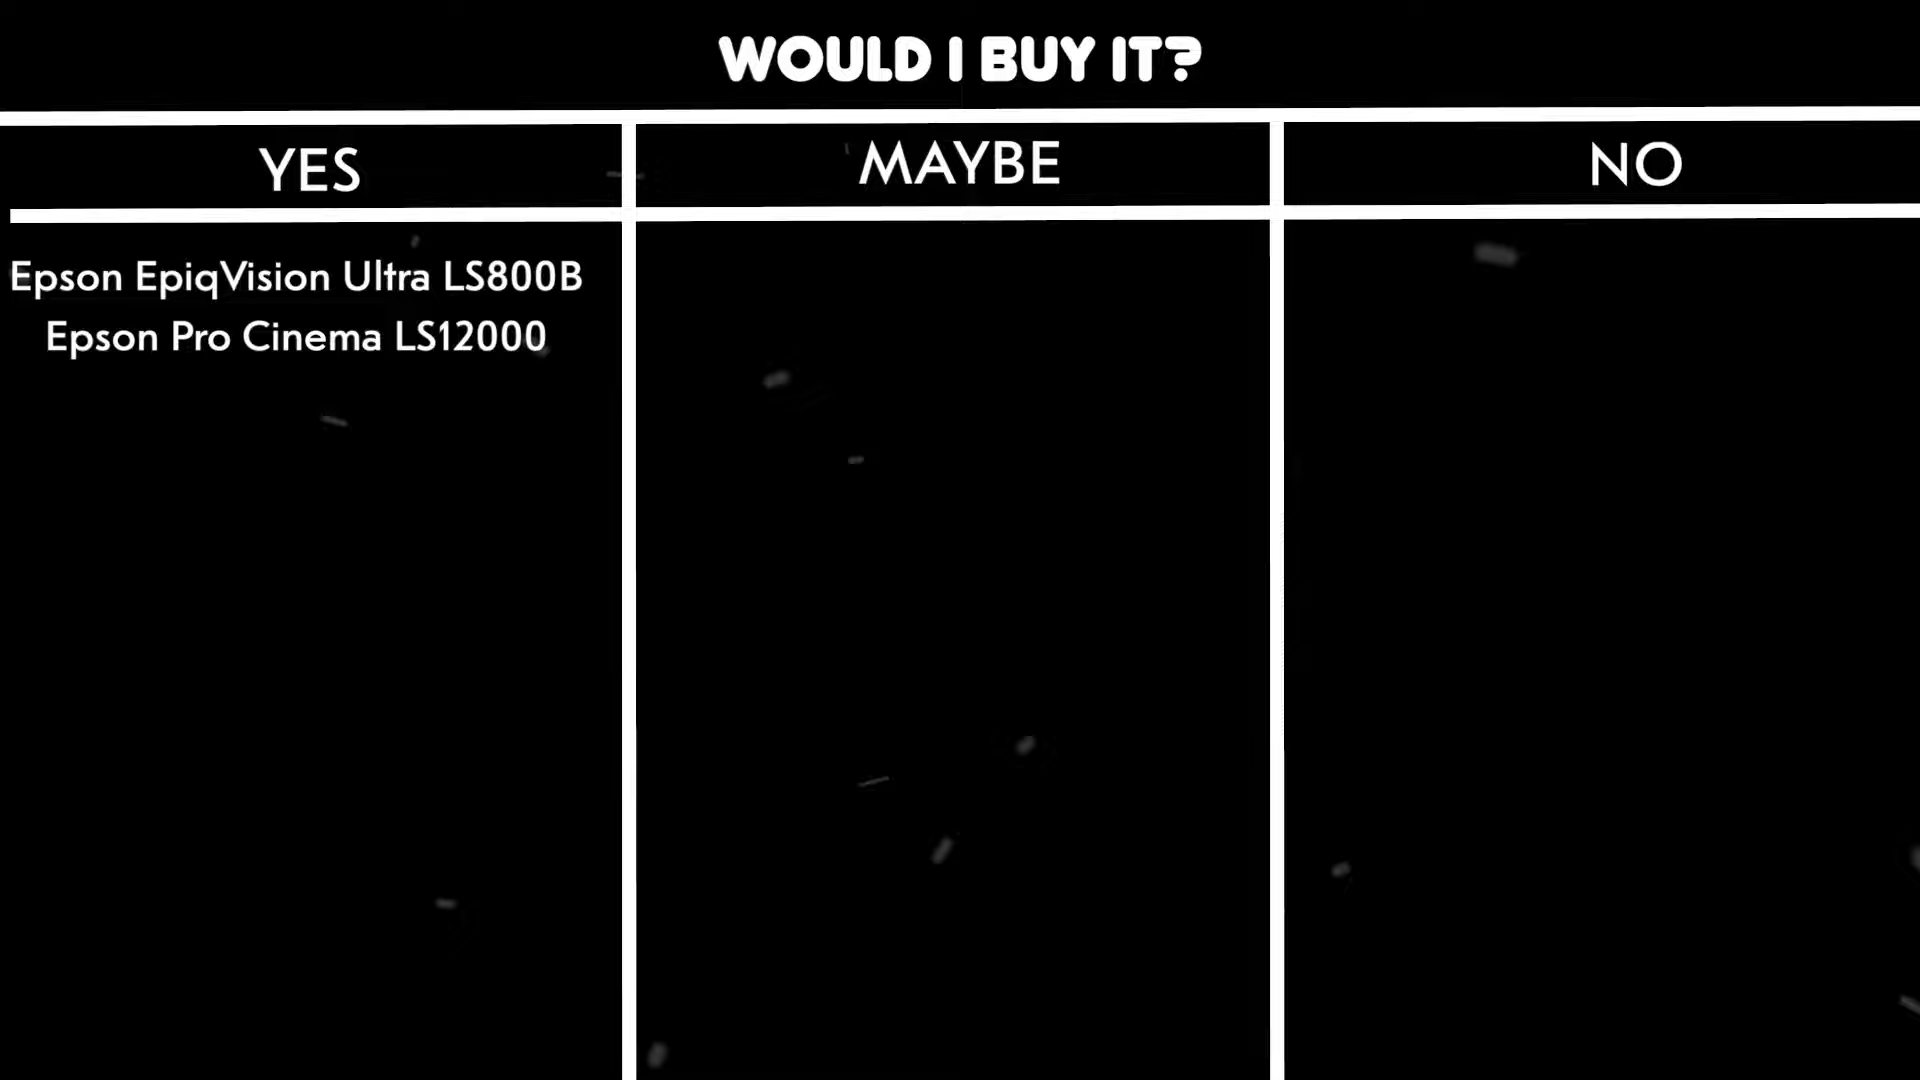 WOULD I BUY IT?
YES
MAYBE
NO
Epson EpiqVision Ultra LS800B
Epson Pro Cinema LS12000